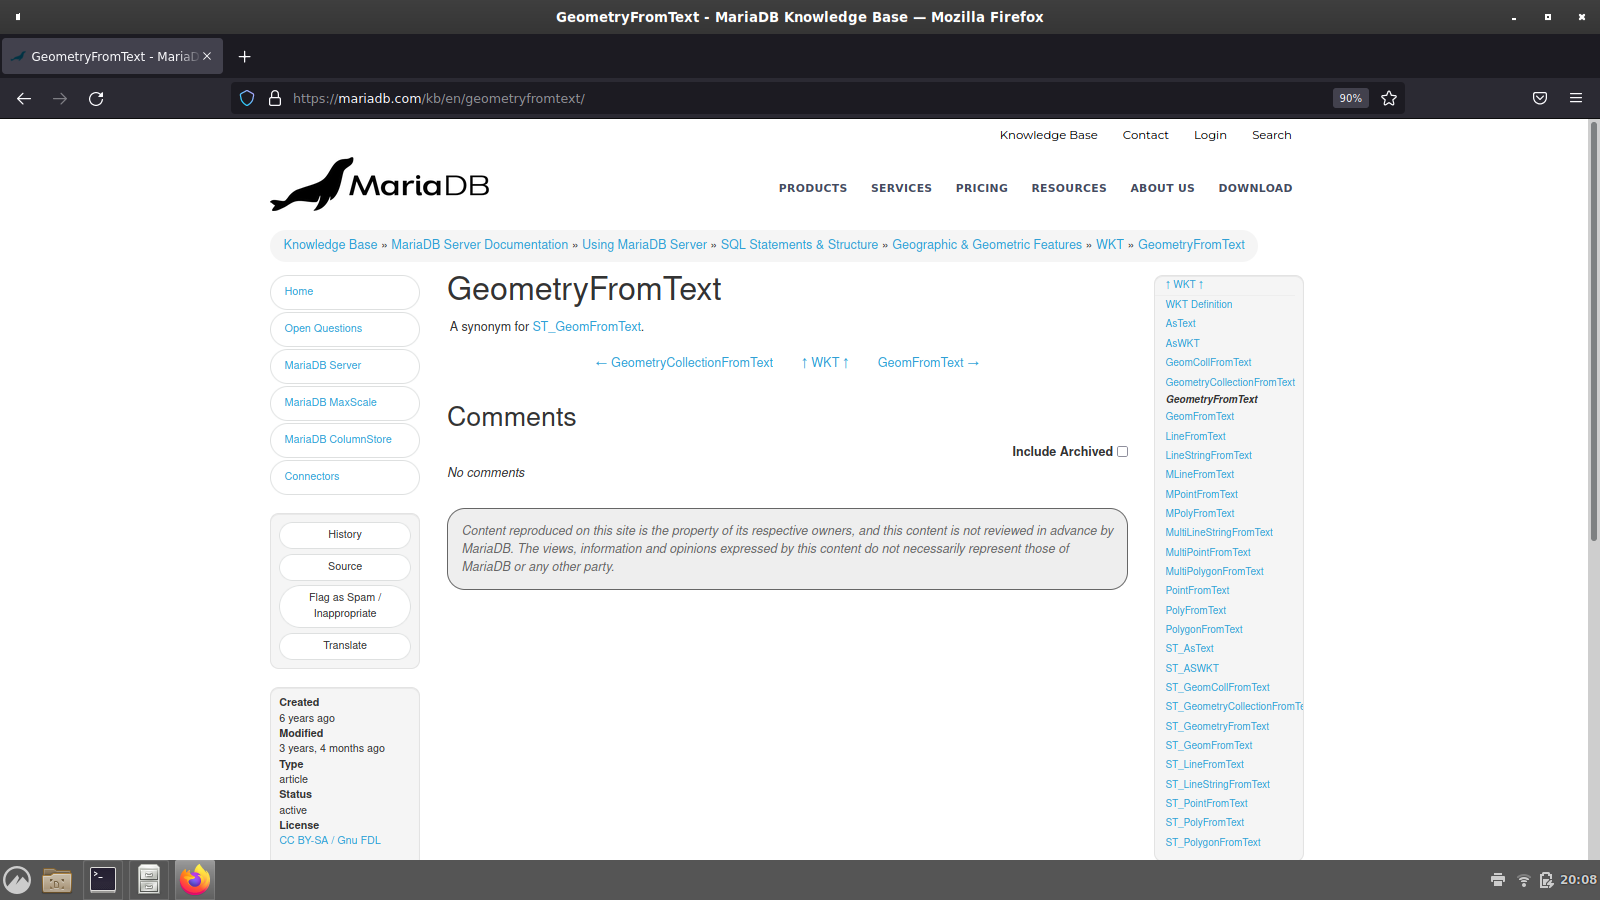 GeometryFromText - MariaDB Knowledge Base — Mozilla Firefox
GeometryFromText - MariaD
https://mariadb.com/kb/en/geometryfromtext/
90%
Knowledge Base Contact Login Search
MariaDB
PRODUCTS SERVICES PRICING RESOURCES ABOUT US DOWNLOAD
Knowledge Base » MariaDB Server Documentation » Using MariaDB Server » SQL Statements & Structure » Geographic & Geometric Features » WKT » GeometryFromText
Home
Open Questions
MariaDB Server
MariaDB MaxScale
MariaDB ColumnStore
Connectors
History
Source
Flag as Spam /
Inappropriate
Translate
Created
6 years ago
Modified
3 years, 4 months ago
Type
article
Status
active
License
CC BY-SA / Gnu FDL
GeometryFromText
A synonym for ST_GeomFromText.
← GeometryCollectionFromText ↑ WKT ↑ GeomFromText →
Comments
Include Archived
No comments
Content reproduced on this site is the property of its respective owners, and this content is not reviewed in advance by
MariaDB. The views, information and opinions expressed by this content do not necessarily represent those of
MariaDB or any other party.
↑ WKT ↑
WKT Definition
AsText
AsWKT
GeomCollFromText
GeometryCollectionFromText
GeometryFromText
GeomFromText
LineFromText
LineStringFromText
MLineFromText
MPointFromText
MPolyFromText
MultiLineStringFromText
MultiPointFromText
MultiPolygonFromText
PointFromText
PolyFromText
PolygonFromText
ST_AsText
ST_ASWKT
ST_GeomCollFromText
ST_GeometryCollectionFromTe
ST_GeometryFromText
ST_GeomFromText
ST_LineFromText
ST_LineStringFromText
ST_PointFromText
ST_PolyFromText
ST_PolygonFromText
20:08